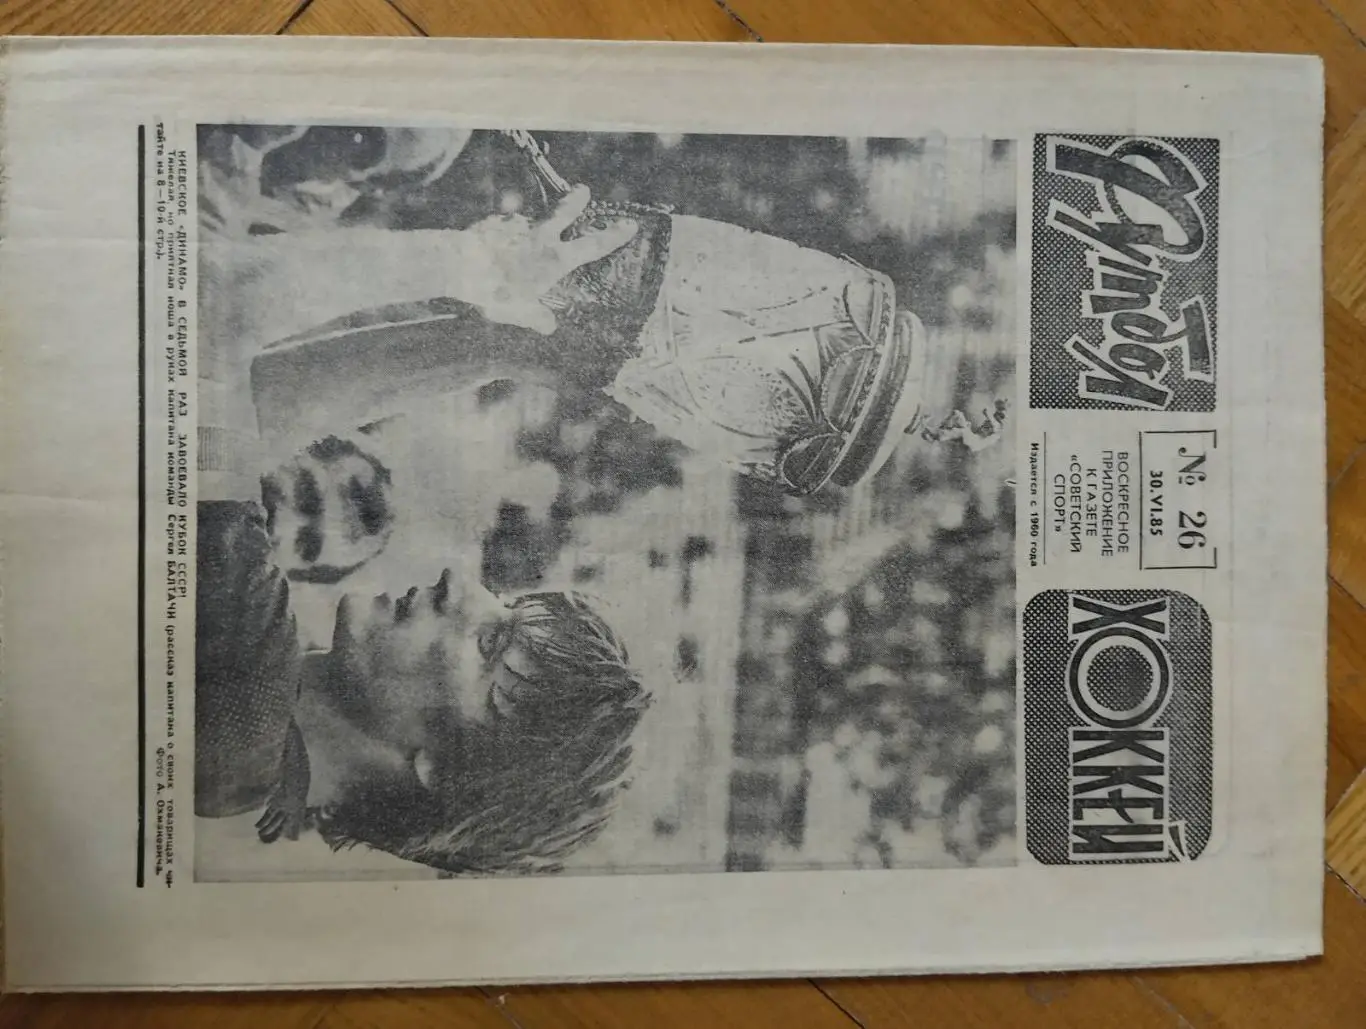 Футбол
№ 26
30.VI.85
ВОСКРЕСНОЕ
ПРИЛОЖЕНИЕ
К ГАЗЕТЕ
«СОВЕТСКИЙ
СПОРТ»
Издается с 1960 года
ХОККЕЙ
КИЕВСКОЕ «ДИНАМО» В СЕДЬМОЙ РАЗ ЗАВОЕВАЛО КУБОК СССР!
Тяжелая, но приятная ноша в руках капитана команды Сергея БАЛТАЧИ (рассказ капитана о своих товарищах чи-
тайте на 8—10-й стр.).
Фото А. Охмакевича.